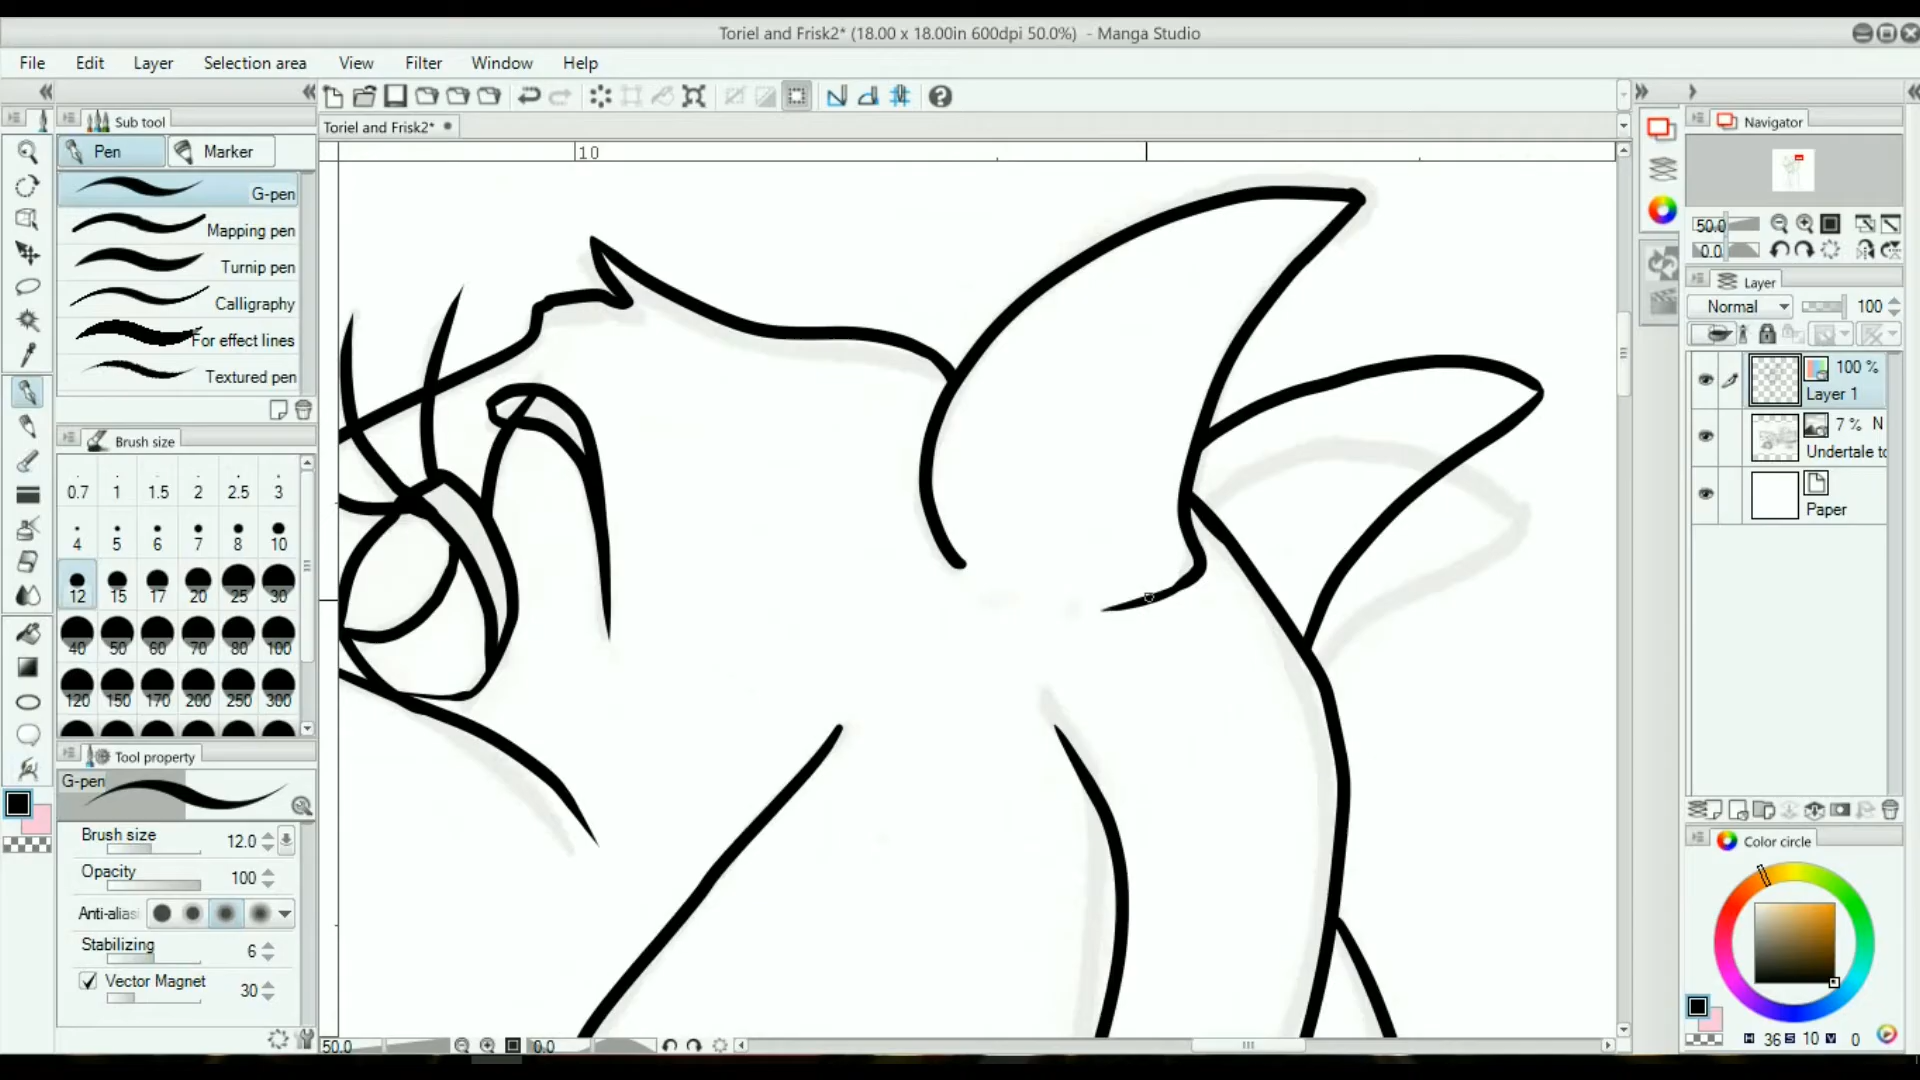 Toriel and Frisk2* (18.00 x 18.00in 600dpi 50.0%) - Manga Studio
File Edit Layer Selection area View Filter Window Help
Sub tool
Toriel and Frisk2*
Navigator
Pen Marker
10
G-pen
Mapping pen
Turnip pen
Calligraphy
For effect lines
Textured pen
50.0
0.0
Layer
Normal 100
100 %
Layer 1
7 % N
Undertale to
Paper
Brush size
0.7 1 1.5 2 2.5 3
4 5 6 7 8 10
12 15 17 20 25 30
40 50 60 70 80 100
120 150 170 200 250 300
Tool property
G-pen
Brush size 12.0
Opacity 100
Anti-alias
Stabilizing 6
Vector Magnet 30
50.0 0.0
Color circle
H 36 S 10 V 0